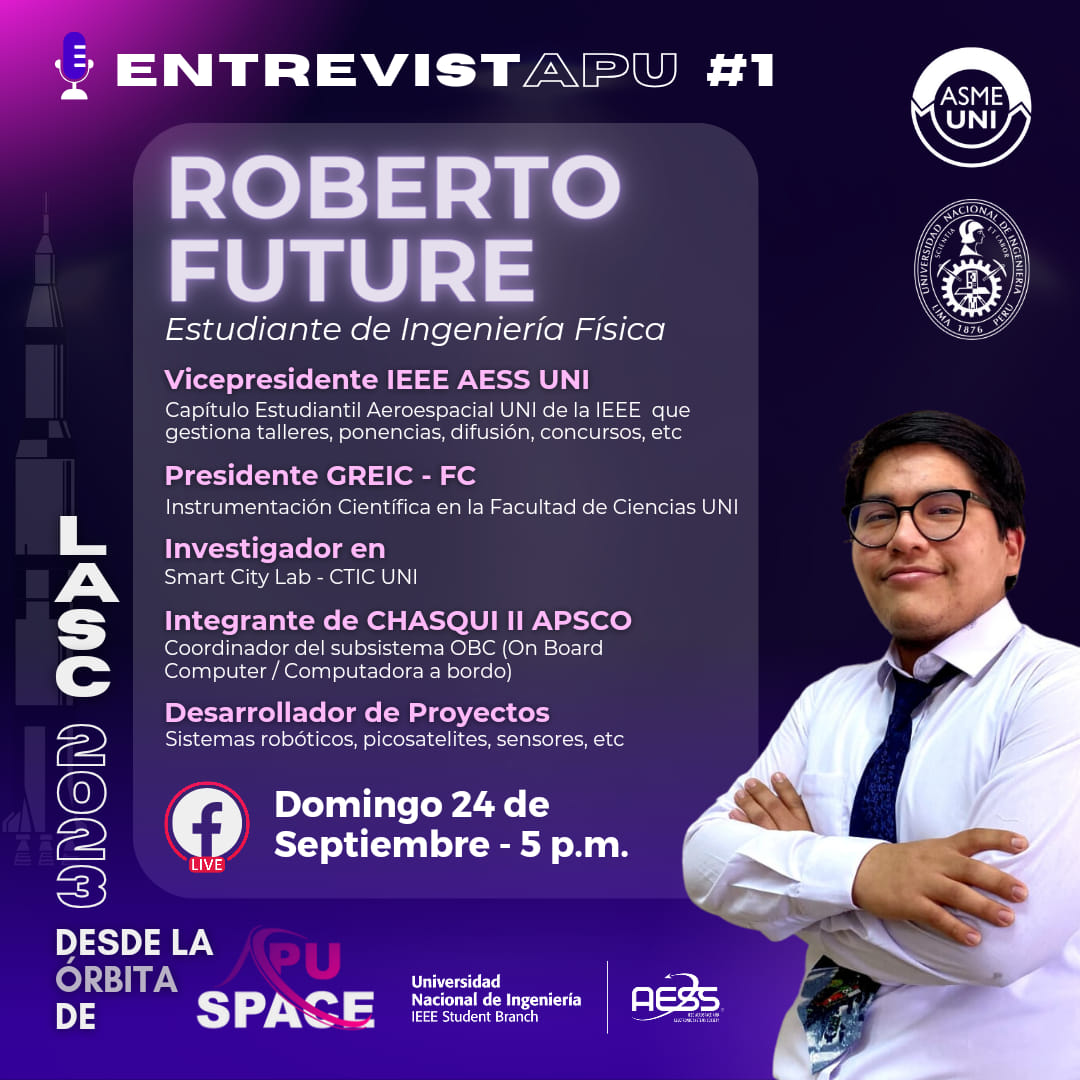 ENTREVISTAPU #1
ASME
UNI
UNIVERSIDAD NACIONAL DE INGENIERÍA
SCIENTIA ET LABOR
LIMA 1876 PERU
ROBERTO
FUTURE
Estudiante de Ingeniería Física
Vicepresidente IEEE AESS UNI
Capítulo Estudiantil Aeroespacial UNI de la IEEE que
gestiona talleres, ponencias, difusión, concursos, etc
Presidente GREIC - FC
Instrumentación Científica en la Facultad de Ciencias UNI
Investigador en
Smart City Lab - CTIC UNI
Integrante de CHASQUI II APSCO
Coordinador del subsistema OBC (On Board
Computer / Computadora a bordo)
Desarrollador de Proyectos
Sistemas robóticos, picosatelites, sensores, etc
LIVE
Domingo 24 de
Septiembre - 5 p.m.
LASC 2023
DESDE LA
ÓRBITA
DE
APU
SPACE
Universidad
Nacional de Ingeniería
IEEE Student Branch
AESS